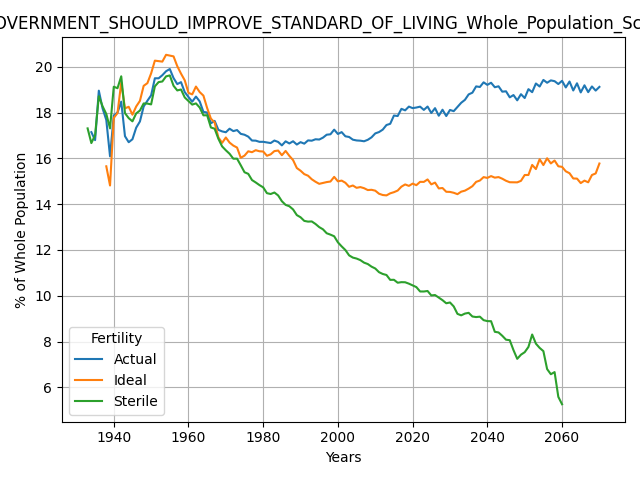 OVERNMENT_SHOULD_IMPROVE_STANDARD_OF_LIVING_Whole_Population_Sc
% of Whole Population
20
18
16
14
12
10
8
6
Fertility
Actual
Ideal
Sterile
1940 1960 1980 2000 2020 2040 2060
Years